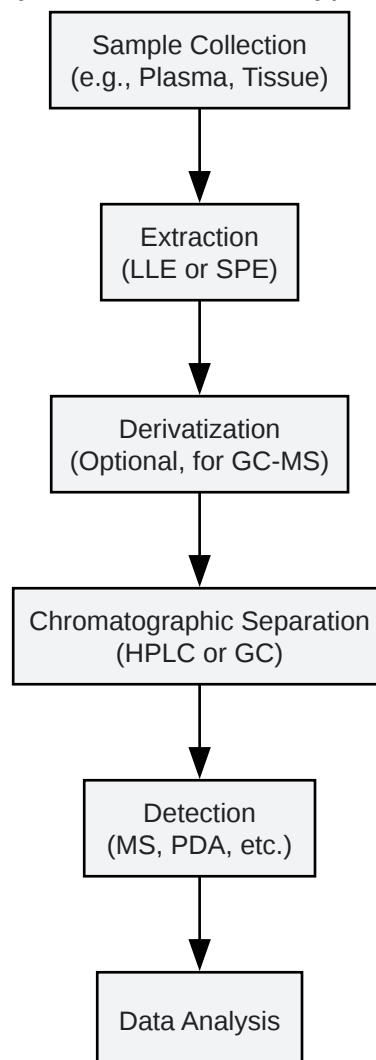 Sample Collection
(e.g., Plasma, Tissue)
Extraction
(LLE or SPE)
Derivatization
(Optional, for GC-MS)
Chromatographic Separation
(HPLC or GC)
Detection
(MS, PDA, etc.)
Data Analysis